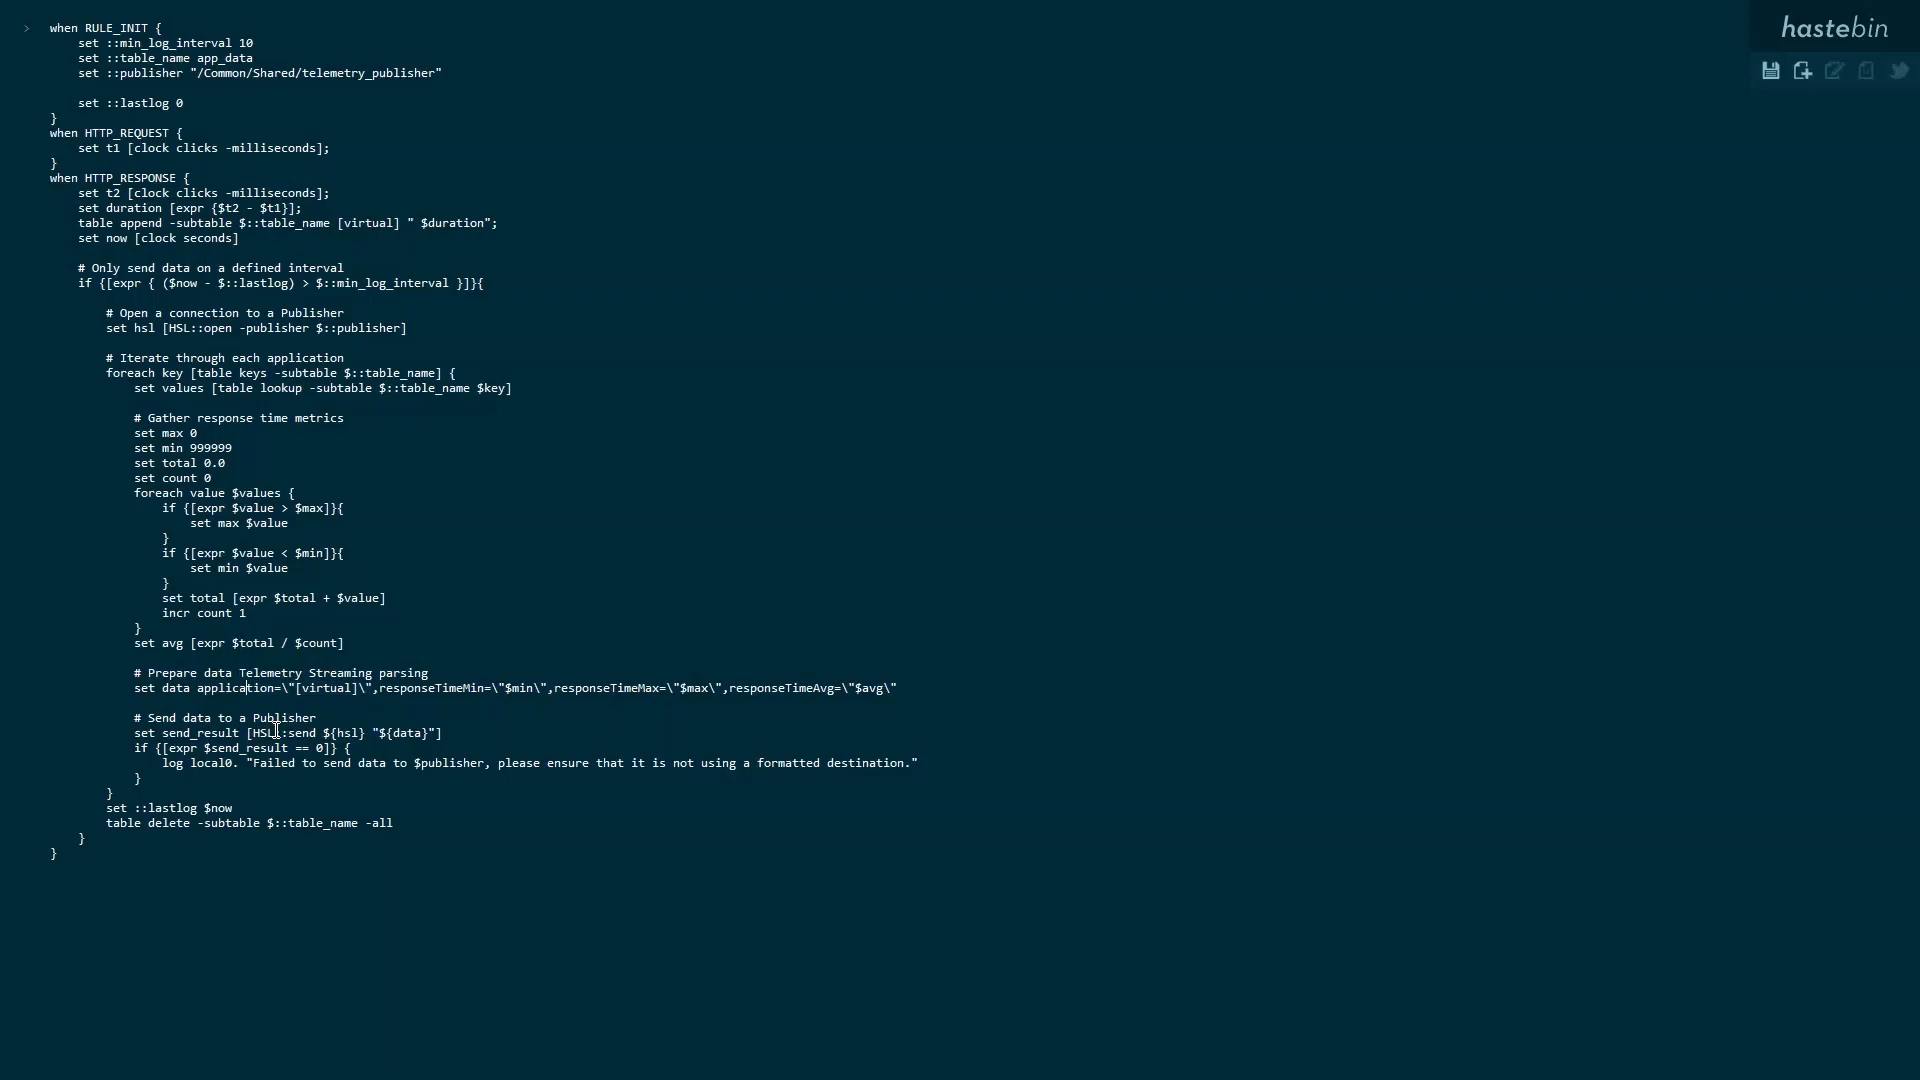 hastebin
> when RULE_INIT {
    set ::min_log_interval 10
    set ::table_name app_data
    set ::publisher "/Common/Shared/telemetry_publisher"

    set ::lastlog 0
}
when HTTP_REQUEST {
    set t1 [clock clicks -milliseconds];
}
when HTTP_RESPONSE {
    set t2 [clock clicks -milliseconds];
    set duration [expr {$t2 - $t1}];
    table append -subtable $::table_name [virtual] " $duration";
    set now [clock seconds]

    # Only send data on a defined interval
    if {[expr { ($now - $::lastlog) > $::min_log_interval }]}{

        # Open a connection to a Publisher
        set hsl [HSL::open -publisher $::publisher]

        # Iterate through each application
        foreach key [table keys -subtable $::table_name] {
            set values [table lookup -subtable $::table_name $key]

            # Gather response time metrics
            set max 0
            set min 999999
            set total 0.0
            set count 0
            foreach value $values {
                if {[expr $value > $max]}{
                    set max $value
                }
                if {[expr $value < $min]}{
                    set min $value
                }
                set total [expr $total + $value]
                incr count 1
            }
            set avg [expr $total / $count]

            # Prepare data Telemetry Streaming parsing
            set data application=\"[virtual]\",responseTimeMin=\"$min\",responseTimeMax=\"$max\",responseTimeAvg=\"$avg\"

            # Send data to a Publisher
            set send_result [HSL::send ${hsl} "${data}"]
            if {[expr $send_result == 0]} {
                log local0. "Failed to send data to $publisher, please ensure that it is not using a formatted destination."
            }
        }
        set ::lastlog $now
        table delete -subtable $::table_name -all
    }
}